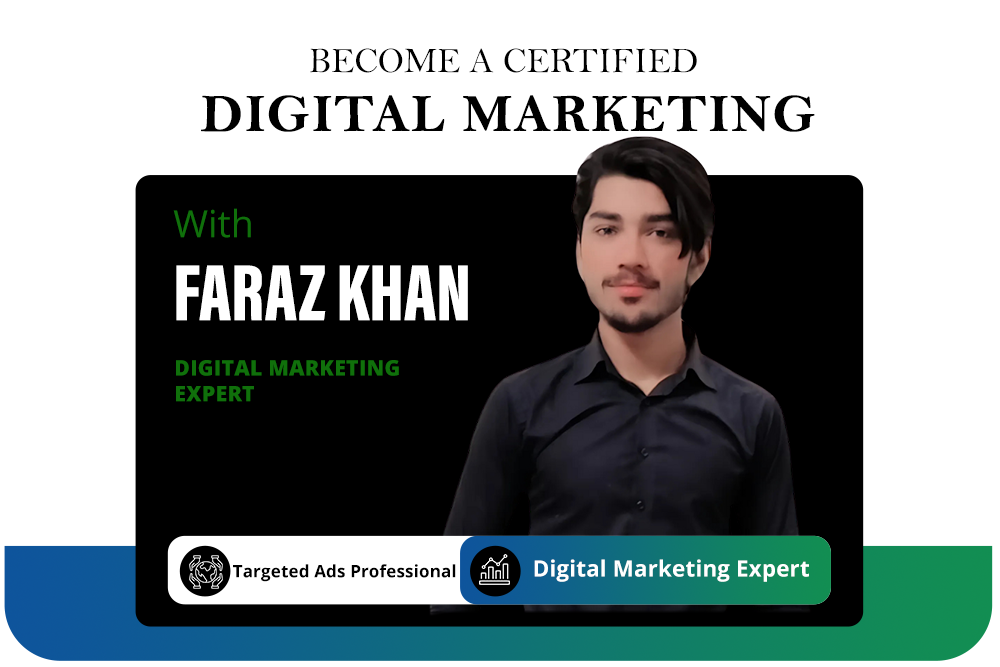 BECOME A CERTIFIED
DIGITAL MARKETING
With
FARAZ KHAN
DIGITAL MARKETING
EXPERT
Targeted Ads Professional
Digital Marketing Expert